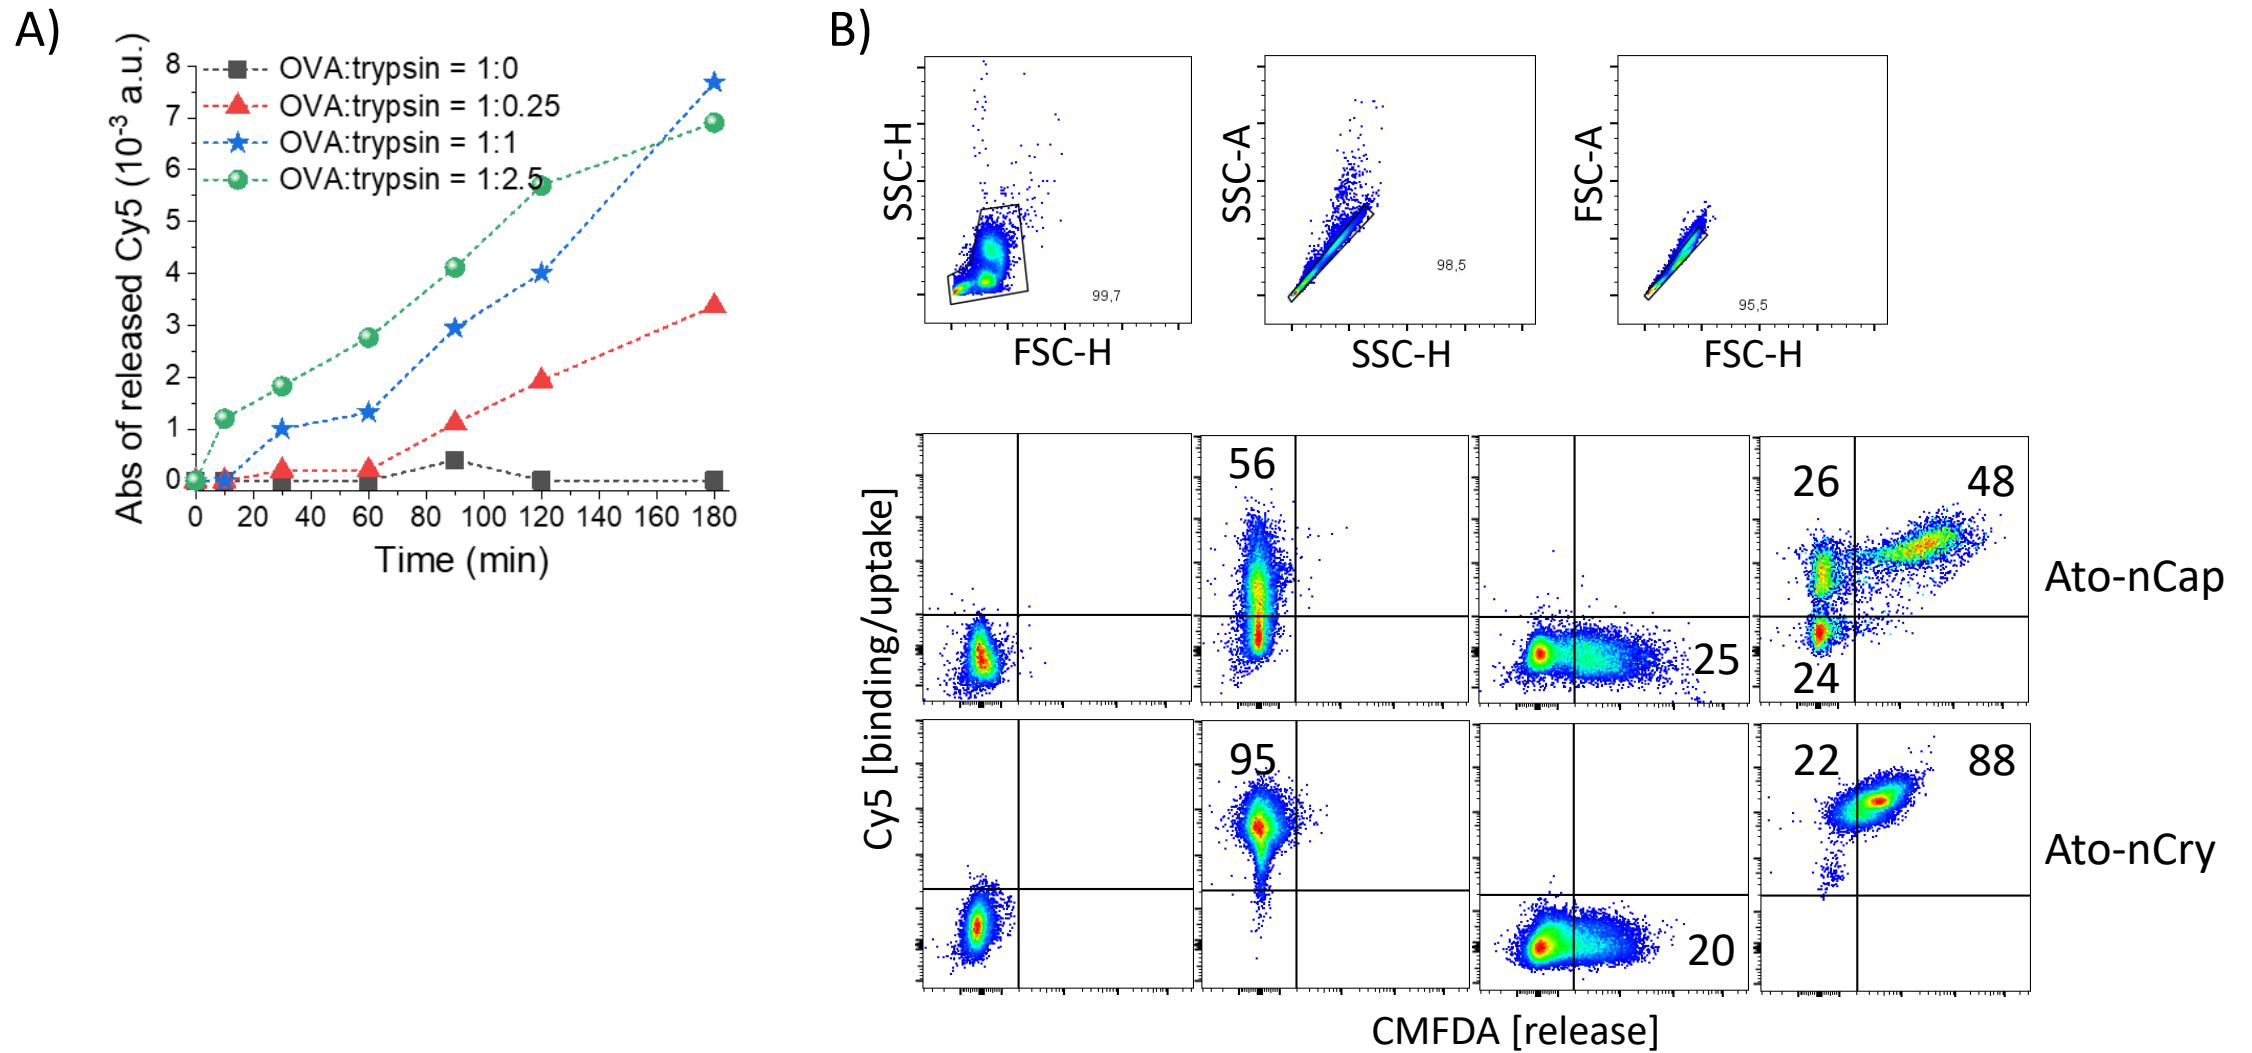 A)
B)
Abs of released Cy5 (10⁻³ a.u.)
8
7
6
5
4
3
2
1
0
OVA:trypsin = 1:0
OVA:trypsin = 1:0.25
OVA:trypsin = 1:1
OVA:trypsin = 1:2.5
0 20 40 60 80 100 120 140 160 180
Time (min)
SSC-H
99,7
FSC-H
SSC-A
98,5
SSC-H
FSC-A
95,5
FSC-H
Cy5 [binding/uptake]
56
25
26 48
24
Ato-nCap
95
20
22 88
Ato-nCry
CMFDA [release]